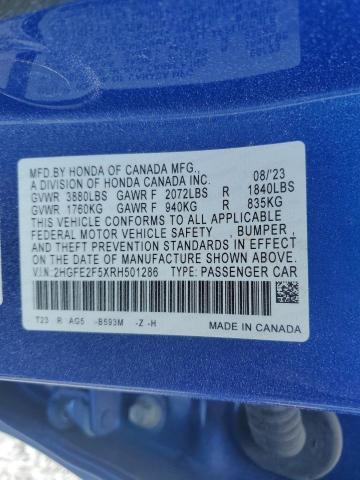 MFD.BY HONDA OF CANADA MFG.,
A DIVISION OF HONDA CANADA INC. 08/'23
GVWR 3880LBS GAWR F 2072LBS R 1840LBS
GVWR 1760KG GAWR F 940KG R 835KG
THIS VEHICLE CONFORMS TO ALL APPLICABLE
FEDERAL MOTOR VEHICLE SAFETY , BUMPER , AND
THEFT PREVENTION STANDARDS IN EFFECT ON
THE DATE OF MANUFACTURE SHOWN ABOVE.
V.I.N: 2HGFE2F5XRH501286 TYPE: PASSENGER CAR
T23 R AG5 -B593M -Z -H
MADE IN CANADA